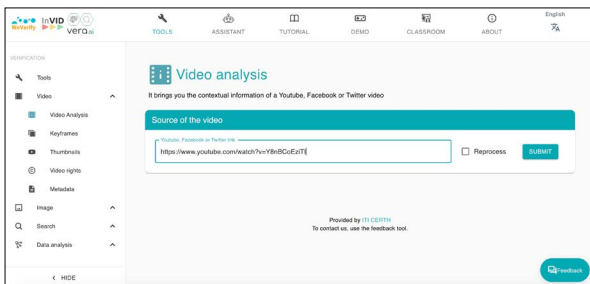 WeVerify InVID vera.ai
TOOLS ASSISTANT TUTORIAL DEMO CLASSROOM ABOUT English
VERIFICATION
Tools
Video
Video Analysis
Keyframes
Thumbnails
Video rights
Metadata
Image
Search
Data analysis
< HIDE
Video analysis
It brings you the contextual information of a Youtube, Facebook or Twitter video
Source of the video
Youtube, Facebook or Twitter link
https://www.youtube.com/watch?v=Y8nBCoEziTI
Reprocess SUBMIT
Provided by ITI CERTH
To contact us, use the feedback tool.
Feedback